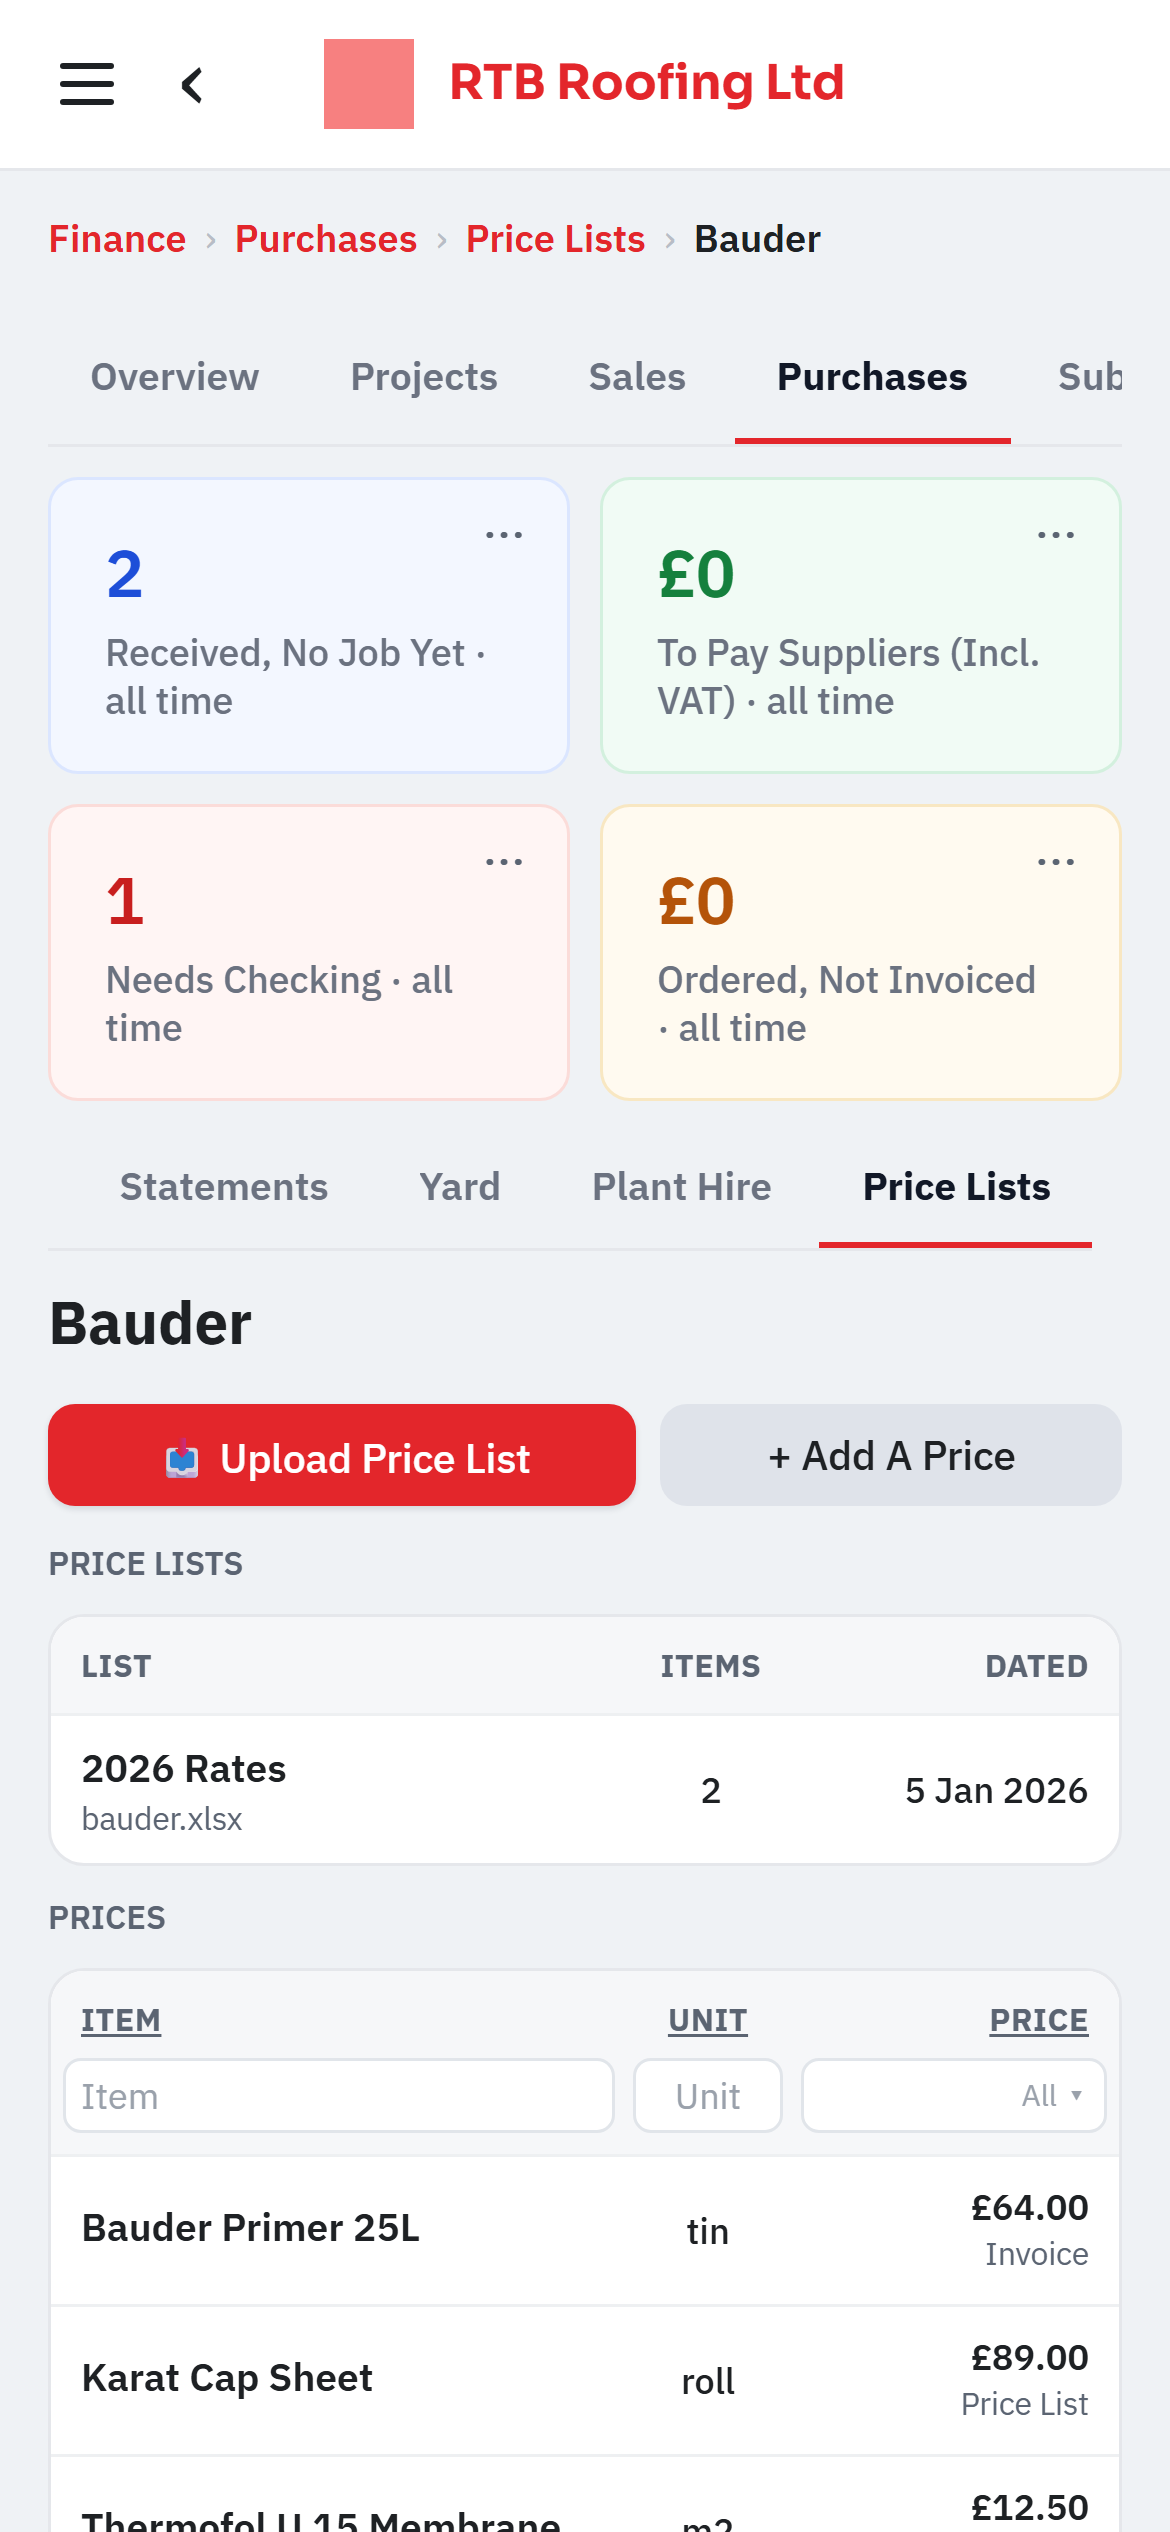 RTB Roofing Ltd
Finance › Purchases › Price Lists › Bauder
Overview Projects Sales Purchases Sub
2
Received, No Job Yet ·
all time
£0
To Pay Suppliers (Incl.
VAT) · all time
1
Needs Checking · all
time
£0
Ordered, Not Invoiced
· all time
Statements Yard Plant Hire Price Lists
Bauder
Upload Price List
+ Add A Price
PRICE LISTS
LIST ITEMS DATED
2026 Rates 2 5 Jan 2026
bauder.xlsx
PRICES
ITEM UNIT PRICE
Item Unit All ▾
Bauder Primer 25L tin £64.00
Invoice
Karat Cap Sheet roll £89.00
Price List
Thermofol U 15 Membrane m2 £12.50